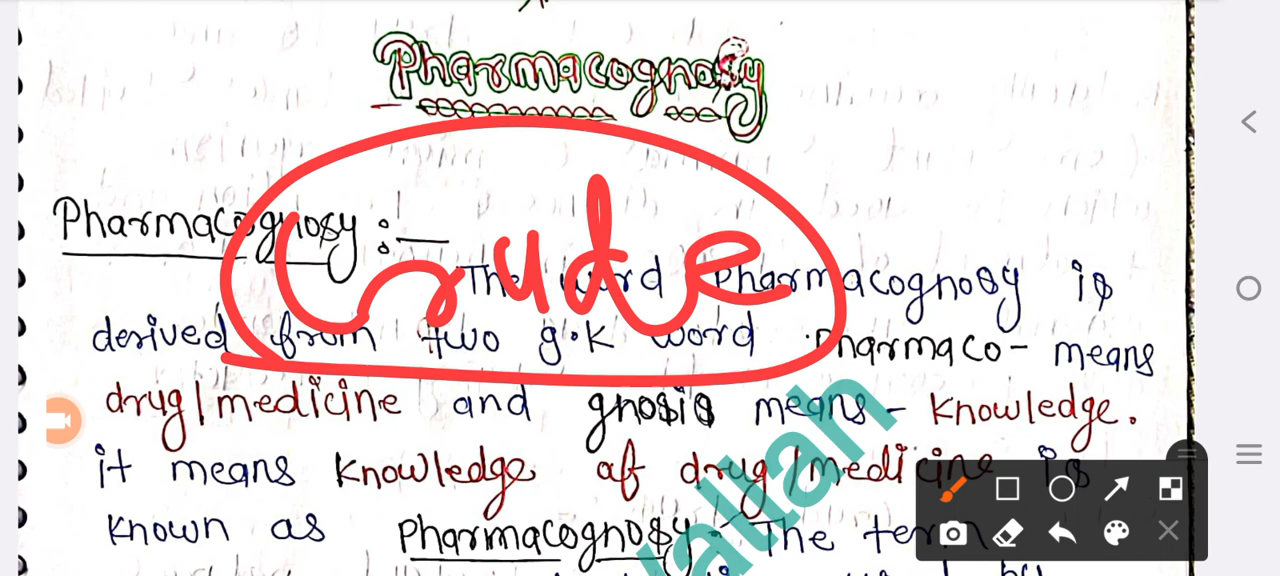 Pharmacognosy
Pharmacognosy :-
Crude
The word Pharmacognosy is
derived from two g.k word Pharmaco- means
drug/medicine and gnosis means - Knowledge.
it means Knowledge of drug/medicine is
known as Pharmacognosy. The term
by